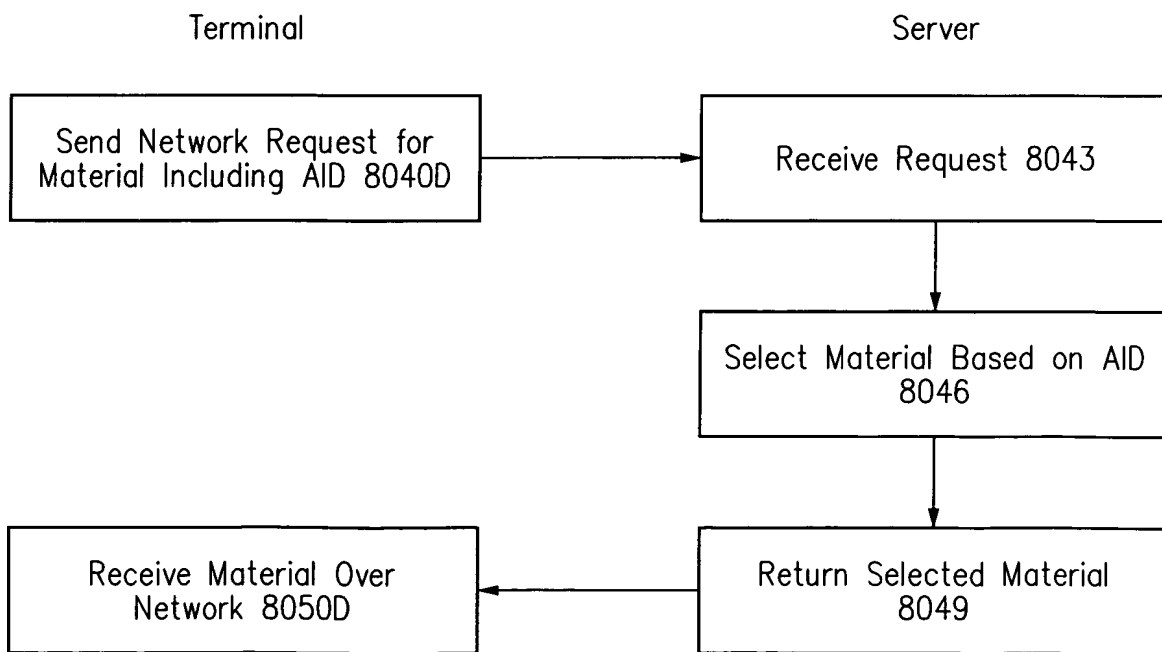 Terminal
Server
Send Network Request for
Material Including AID 8040D
Receive Request 8043
Select Material Based on AID
8046
Return Selected Material
8049
Receive Material Over
Network 8050D